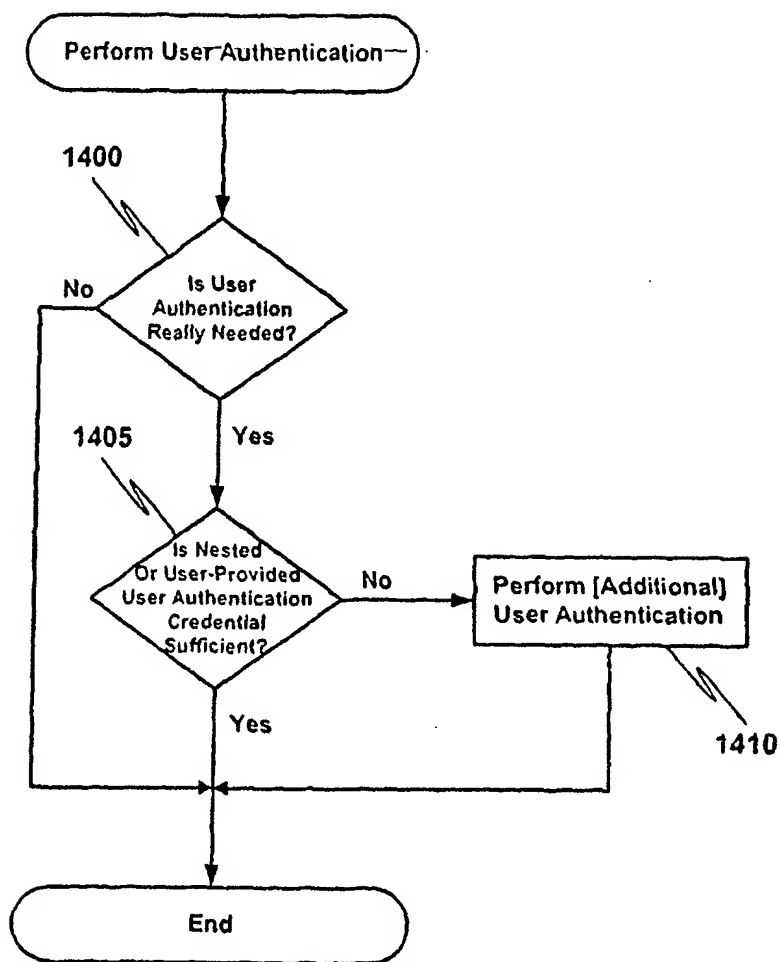 Perform User Authentication
1400
No
Is User
Authentication
Really Needed?
1405
Yes
Is Nested
Or User-Provided
User Authentication
Credential
Sufficient?
No
Perform [Additional]
User Authentication
Yes
1410
End